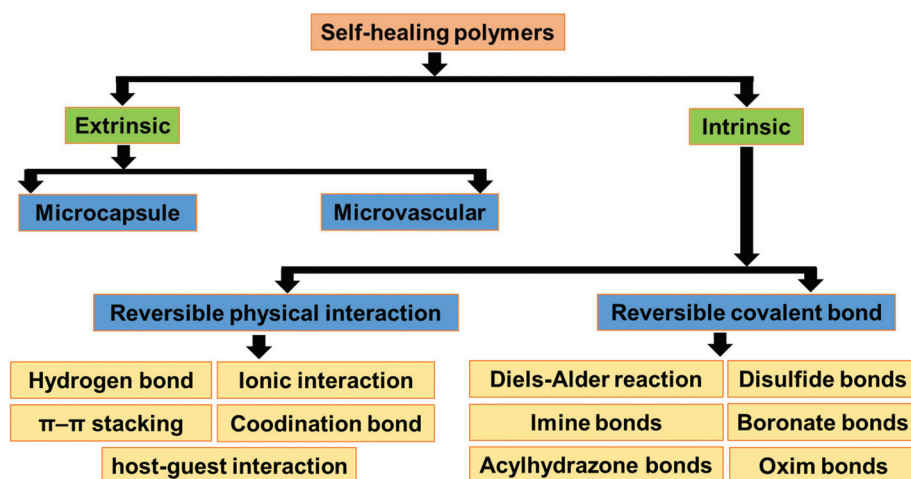 Self-healing polymers
Extrinsic
Intrinsic
Microcapsule
Microvascular
Reversible physical interaction
Reversible covalent bond
Hydrogen bond
Ionic interaction
π–π stacking
Coodination bond
host-guest interaction
Diels-Alder reaction
Disulfide bonds
Imine bonds
Boronate bonds
Acylhydrazone bonds
Oxim bonds